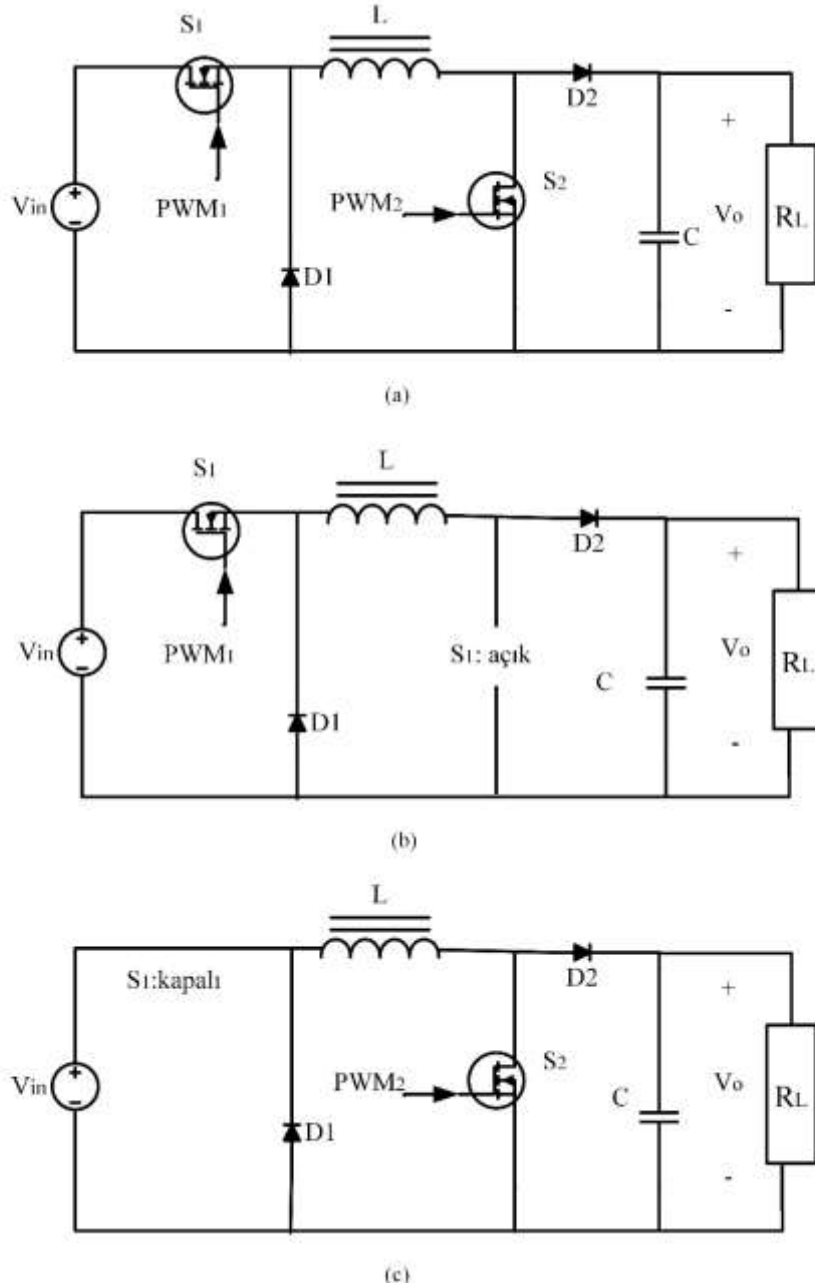 S1
L
D2
+
S2
Vin
PWM1
PWM2
Vo
RL
C
D1
-
(a)
S1
L
D2
+
Vin
PWM1
S1: açık
Vo
RL
C
D1
-
(b)
L
S1:kapalı
D2
+
S2
Vin
PWM2
Vo
RL
C
D1
-
(c)